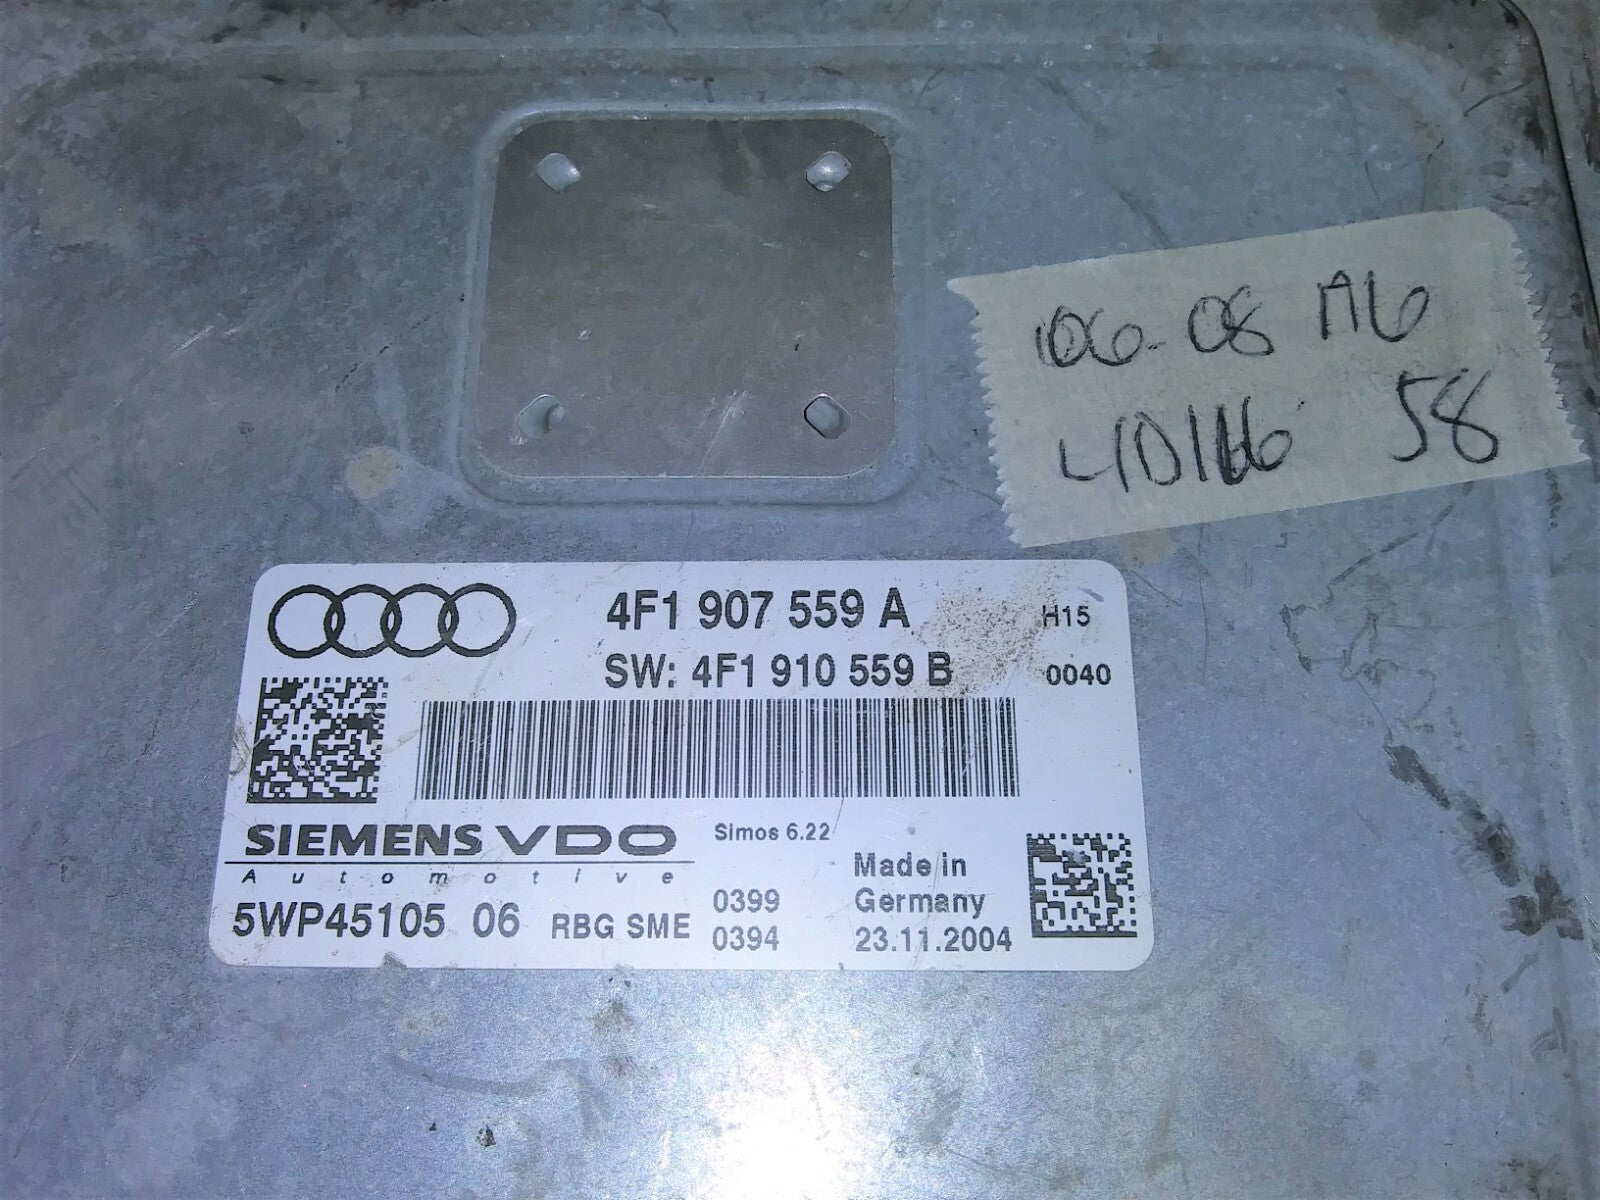 06-08 A6
58
4F1 907 559 A
H15
SW: 4F1 910 559 B
0040
SIEMENS VDO
Automotive
Simos 6.22
5WP45105 06 RBG SME
0399
0394
Made in
Germany
23.11.2004